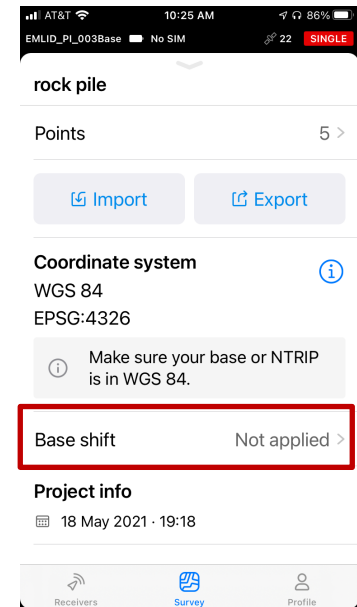 AT&T 10:25 AM 86%
EMLID_PI_003Base No SIM 22 SINGLE
rock pile
Points 5
Import Export
Coordinate system
WGS 84
EPSG:4326
Make sure your base or NTRIP
is in WGS 84.
Base shift Not applied
Project info
18 May 2021 · 19:18
Receivers Survey Profile